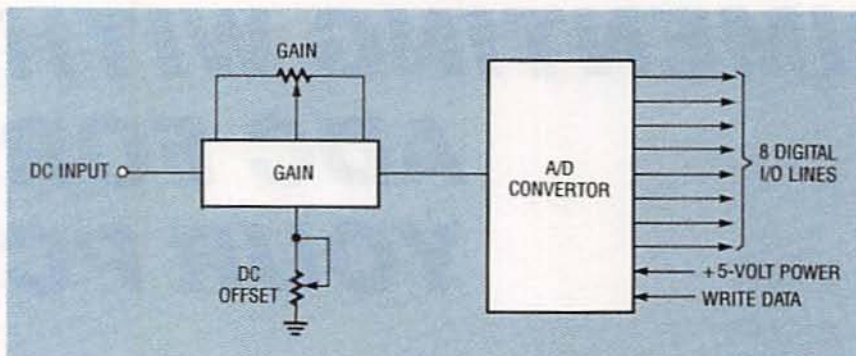 GAIN
DC INPUT
GAIN
DC
OFFSET
A/D
CONVERTOR
8 DIGITAL
I/O LINES
+5-VOLT POWER
WRITE DATA